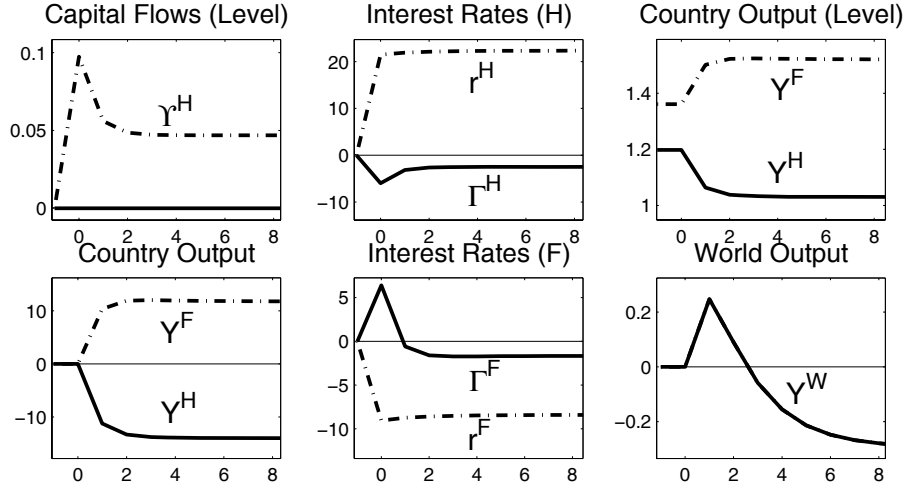 Capital Flows (Level)
0.1
0.05
0
ϒ^H
0 2 4 6 8
Interest Rates (H)
20
10
0
−10
r^H
Γ^H
0 2 4 6 8
Country Output (Level)
1.4
1.2
1
Y^F
Y^H
0 2 4 6 8
Country Output
10
0
−10
Y^F
Y^H
0 2 4 6 8
Interest Rates (F)
5
0
−5
−10
Γ^F
r^F
0 2 4 6 8
World Output
0.2
0
−0.2
Y^W
0 2 4 6 8